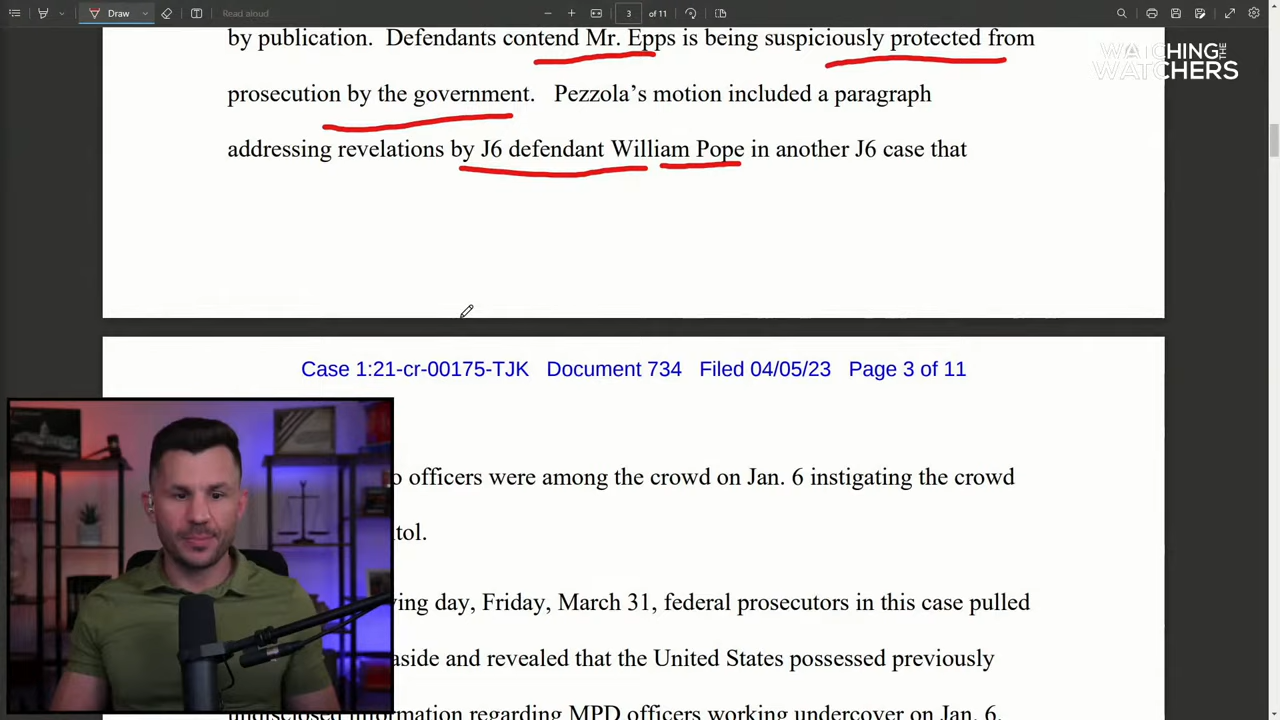 Draw
Read aloud
3
of 11
WATCHING THE
WATCHERS
by publication. Defendants contend Mr. Epps is being suspiciously protected from
prosecution by the government. Pezzola's motion included a paragraph
addressing revelations by J6 defendant William Pope in another J6 case that
Case 1:21-cr-00175-TJK Document 734 Filed 04/05/23 Page 3 of 11
officers were among the crowd on Jan. 6 instigating the crowd
day, Friday, March 31, federal prosecutors in this case pulled
aside and revealed that the United States possessed previously
undisclosed information regarding MPD officers working undercover on Jan. 6.